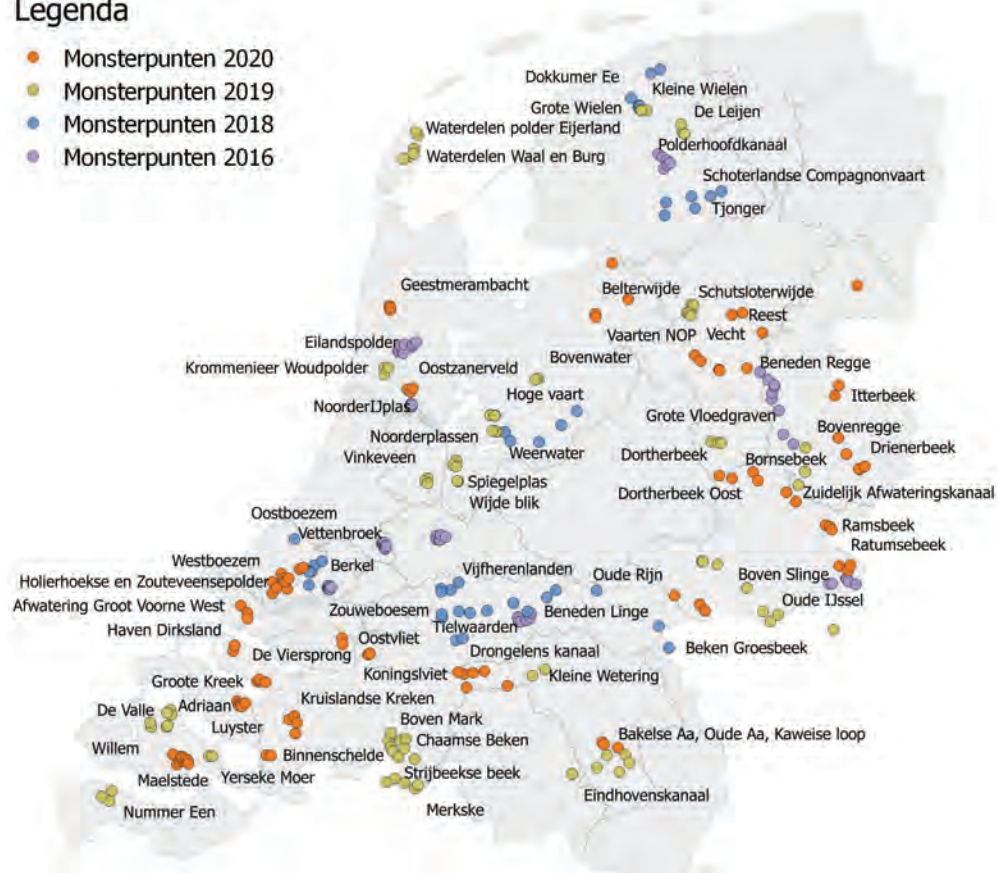 Legenda
Monsterpunten 2020
Monsterpunten 2019
Monsterpunten 2018
Monsterpunten 2016
Dokkumer Ee
Kleine Wielen
Grote Wielen
De Leijen
Waterdelen polder Eijerland
Polderhoofdkanaal
Waterdelen Waal en Burg
Schoterlandse Compagnonvaart
Tjonger
Geestmerambacht
Belterwijde
Schutsloterwijde
Reest
Eilandspolder
Vaarten NOP
Vecht
Bovenwater
Krommenieer Woudpolder
Oostzanerveld
Beneden Regge
Hoge vaart
Itterbeek
NoorderIJplas
Grote Vloedgraven
Bovenregge
Noorderplassen
Weerwater
Drienerbeek
Vinkeveen
Dortherbeek
Bornsebeek
Spiegelplas
Dortherbeek Oost
Zuidelijk Afwateringskanaal
Wijde blik
Oostboezem
Vettenbroek
Ramsbeek
Ratumsebeek
Westboezem
Berkel
Vijfherenlanden
Oude Rijn
Boven Slinge
Holierhoekse en Zouteveensepolder
Oude IJssel
Afwatering Groot Voorne West
Zouweboesem
Beneden Linge
Haven Dirksland
Tielwaarden
Oostvliet
De Viersprong
Drongelens kanaal
Beken Groesbeek
Groote Kreek
Koningslviet
Kleine Wetering
De Valle
Adriaan
Kruislandse Kreken
Luyster
Boven Mark
Willem
Binnenschelde
Chaamse Beken
Bakelse Aa, Oude Aa, Kaweise loop
Maelstede
Yerseke Moer
Strijbeekse beek
Nummer Een
Merkske
Eindhovenskanaal